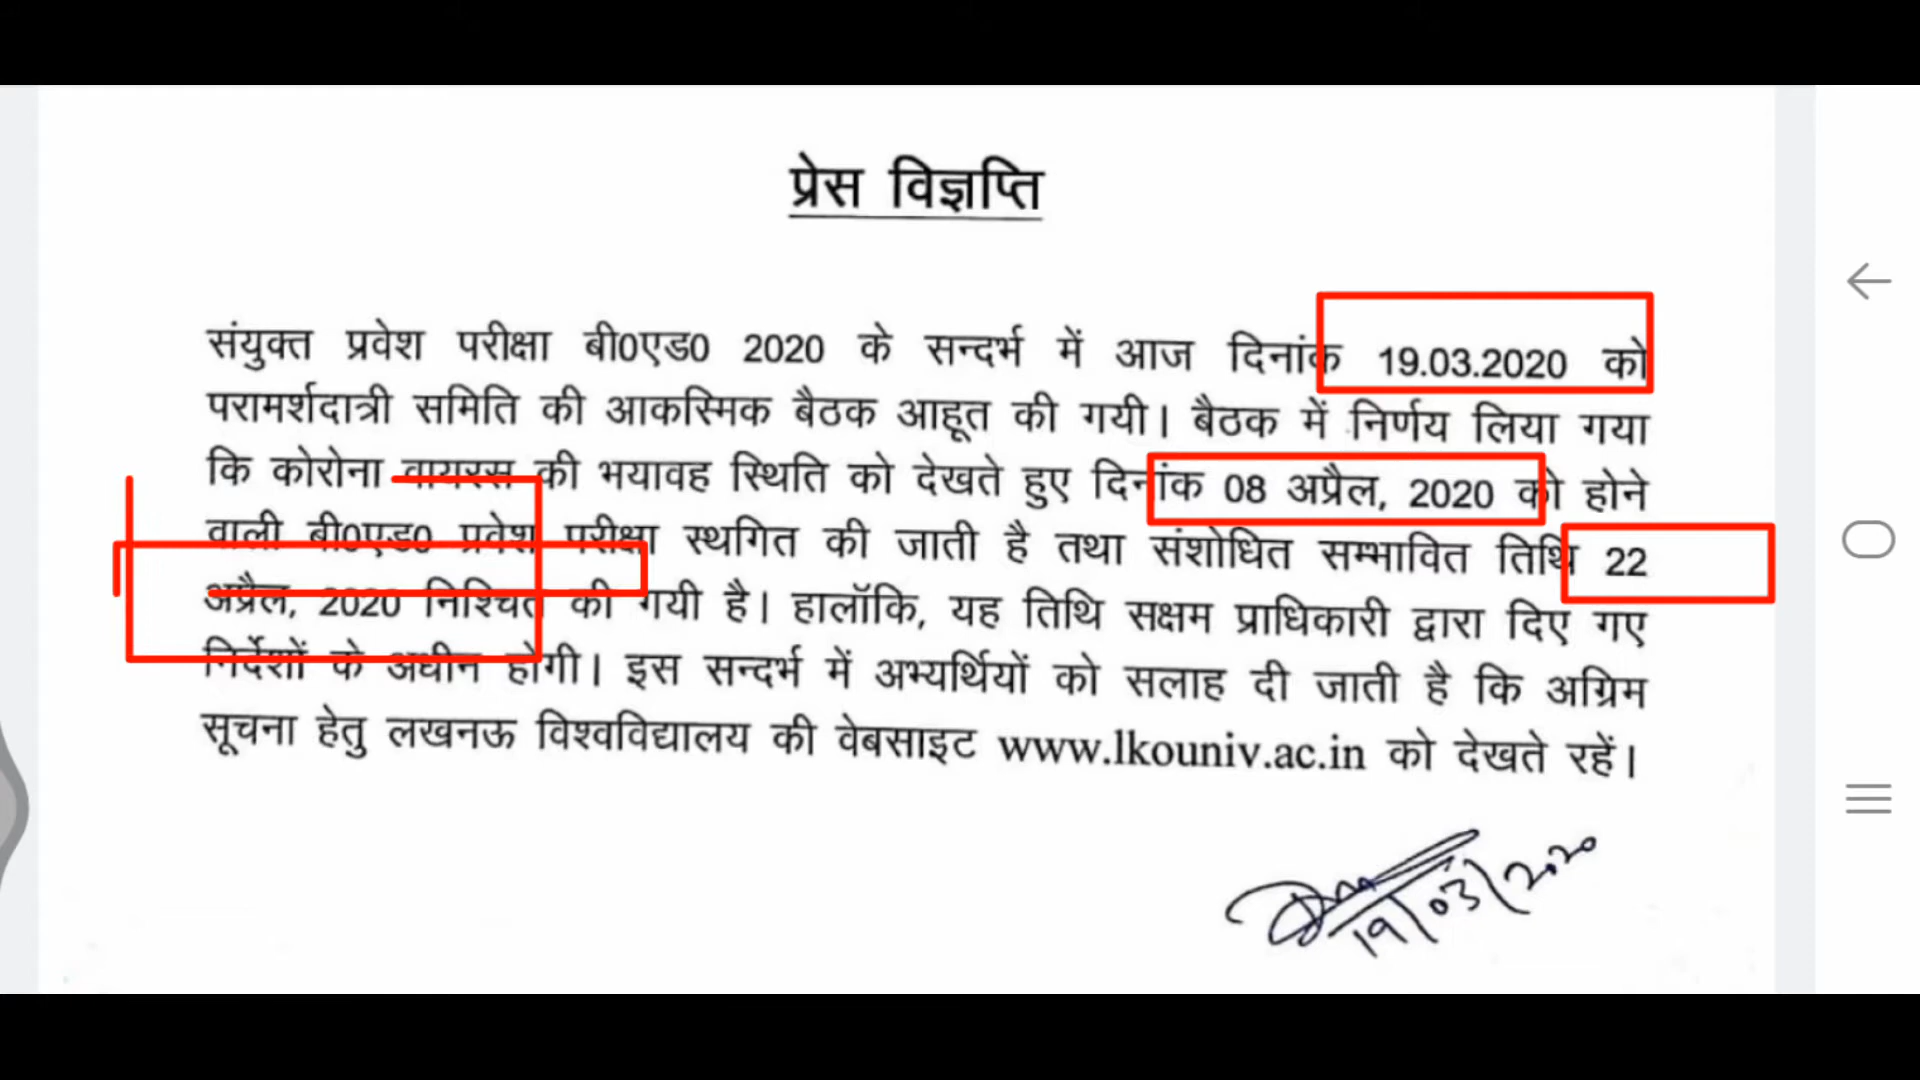 प्रेस विज्ञप्ति
संयुक्त प्रवेश परीक्षा बी0एड0 2020 के सन्दर्भ में आज दिनांक 19.03.2020 को
परामर्शदात्री समिति की आकस्मिक बैठक आहूत की गयी। बैठक में निर्णय लिया गया
कि कोरोना वायरस की भयावह स्थिति को देखते हुए दिनांक 08 अप्रैल, 2020 को होने
वाली बी0एड0 प्रवेश परीक्षा स्थगित की जाती है तथा संशोधित सम्भावित तिथि 22
अप्रैल, 2020 निश्चित की गयी है। हालॉकि, यह तिथि सक्षम प्राधिकारी द्वारा दिए गए
निर्देशों के अधीन होगी। इस सन्दर्भ में अभ्यर्थियों को सलाह दी जाती है कि अग्रिम
सूचना हेतु लखनऊ विश्वविद्यालय की वेबसाइट www.lkouniv.ac.in को देखते रहें।
19/03/2020